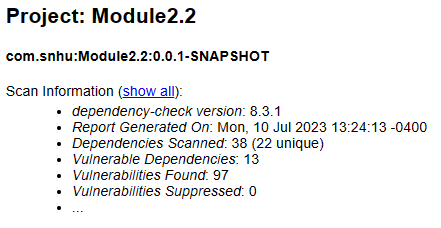 Project: Module2.2
com.snhu:Module2.2:0.0.1-SNAPSHOT
Scan Information (show all):
• dependency-check version: 8.3.1
• Report Generated On: Mon, 10 Jul 2023 13:24:13 -0400
• Dependencies Scanned: 38 (22 unique)
• Vulnerable Dependencies: 13
• Vulnerabilities Found: 97
• Vulnerabilities Suppressed: 0
• ...